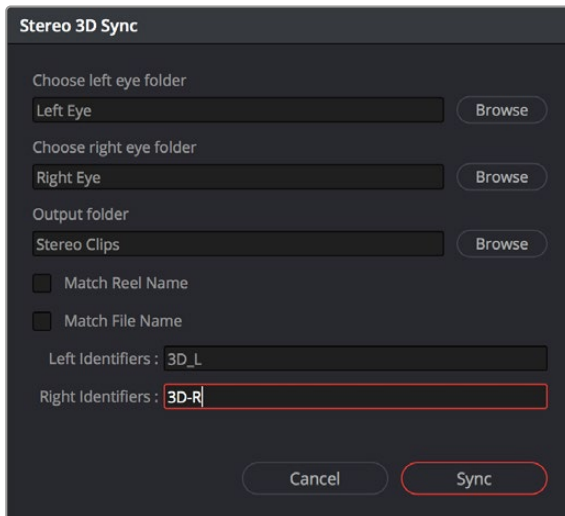 Stereo 3D Sync
Choose left eye folder
Left Eye Browse
Choose right eye folder
Right Eye Browse
Output folder
Stereo Clips Browse
Match Reel Name
Match File Name
Left Identifiers : 3D_L
Right Identifiers : 3D-R
Cancel Sync